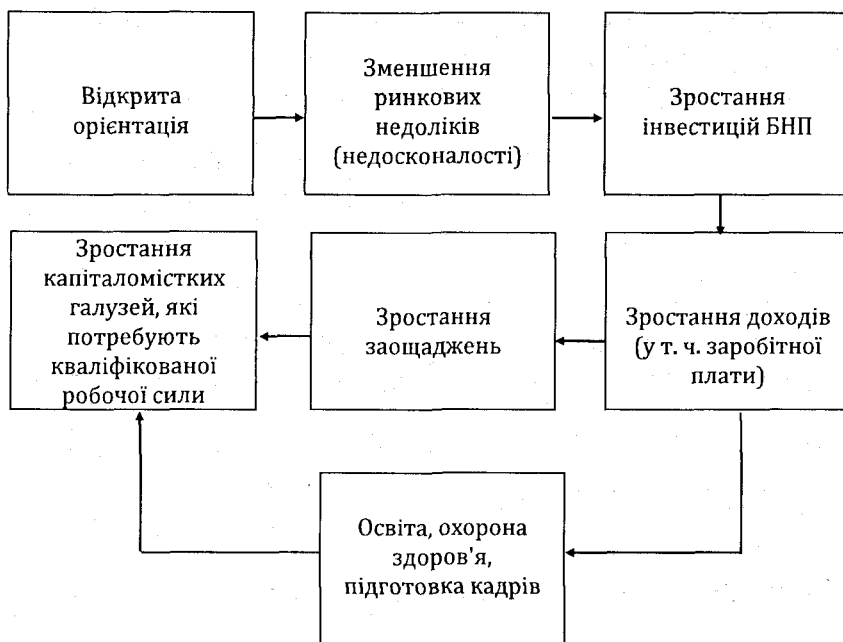 Відкрита
орієнтація
Зменшення
ринкових
недоліків
(недосконалості)
Зростання
інвестицій БНП
Зростання
капіталомістких
галузей, які
потребують
кваліфікованої
робочої сили
Зростання
заощаджень
Зростання доходів
(у т. ч. заробітної
плати)
Освіта, охорона
здоров'я,
підготовка кадрів